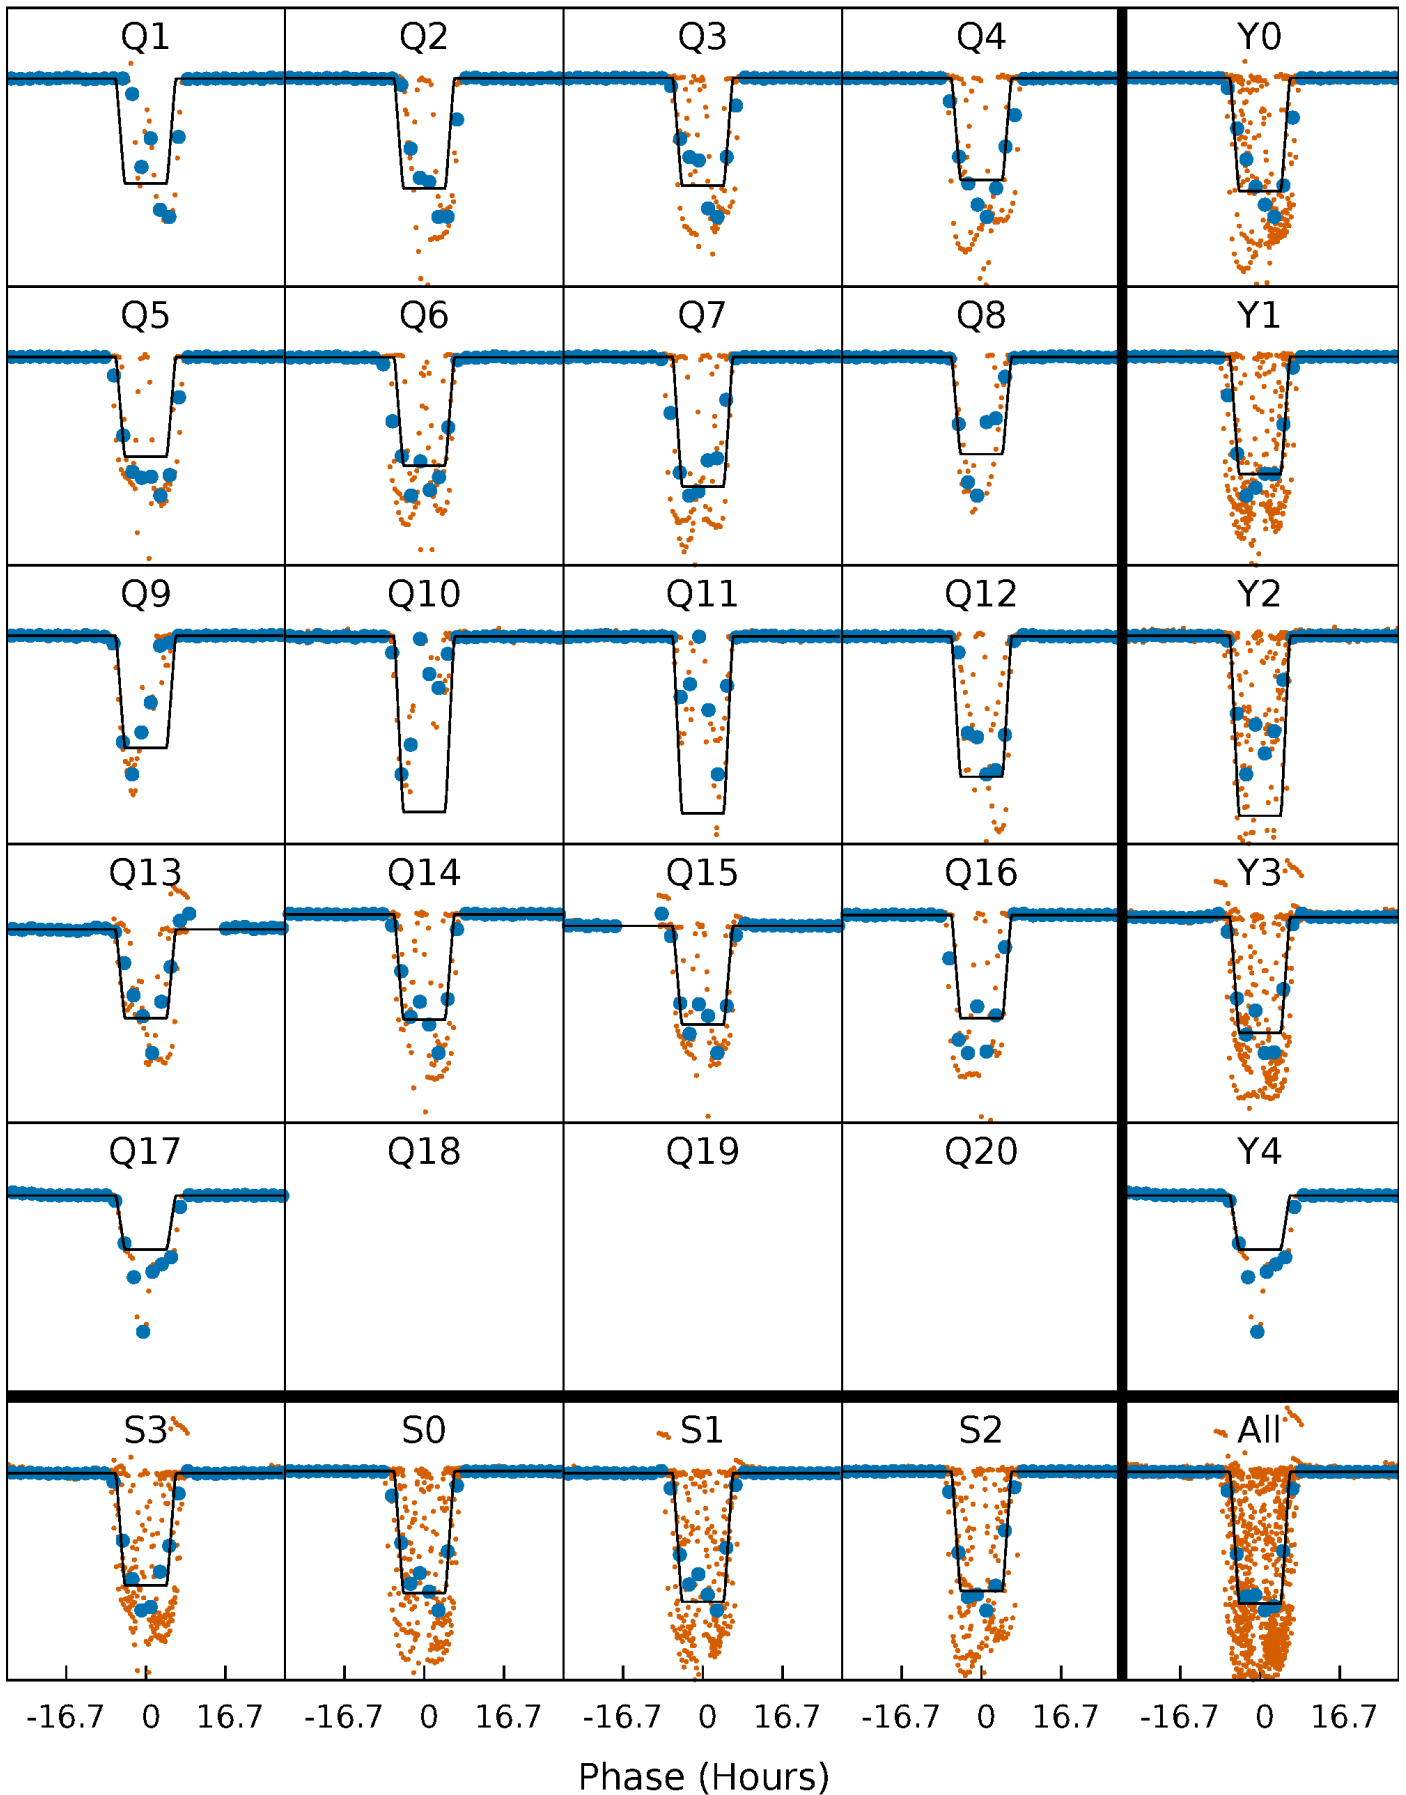 Q1 Q2 Q3 Q4 Y0
Q5 Q6 Q7 Q8 Y1
Q9 Q10 Q11 Q12 Y2
Q13 Q14 Q15 Q16 Y3
Q17 Q18 Q19 Q20 Y4
S3 S0 S1 S2 All
-16.7 0 16.7 -16.7 0 16.7 -16.7 0 16.7 -16.7 0 16.7 -16.7 0 16.7
Phase (Hours)